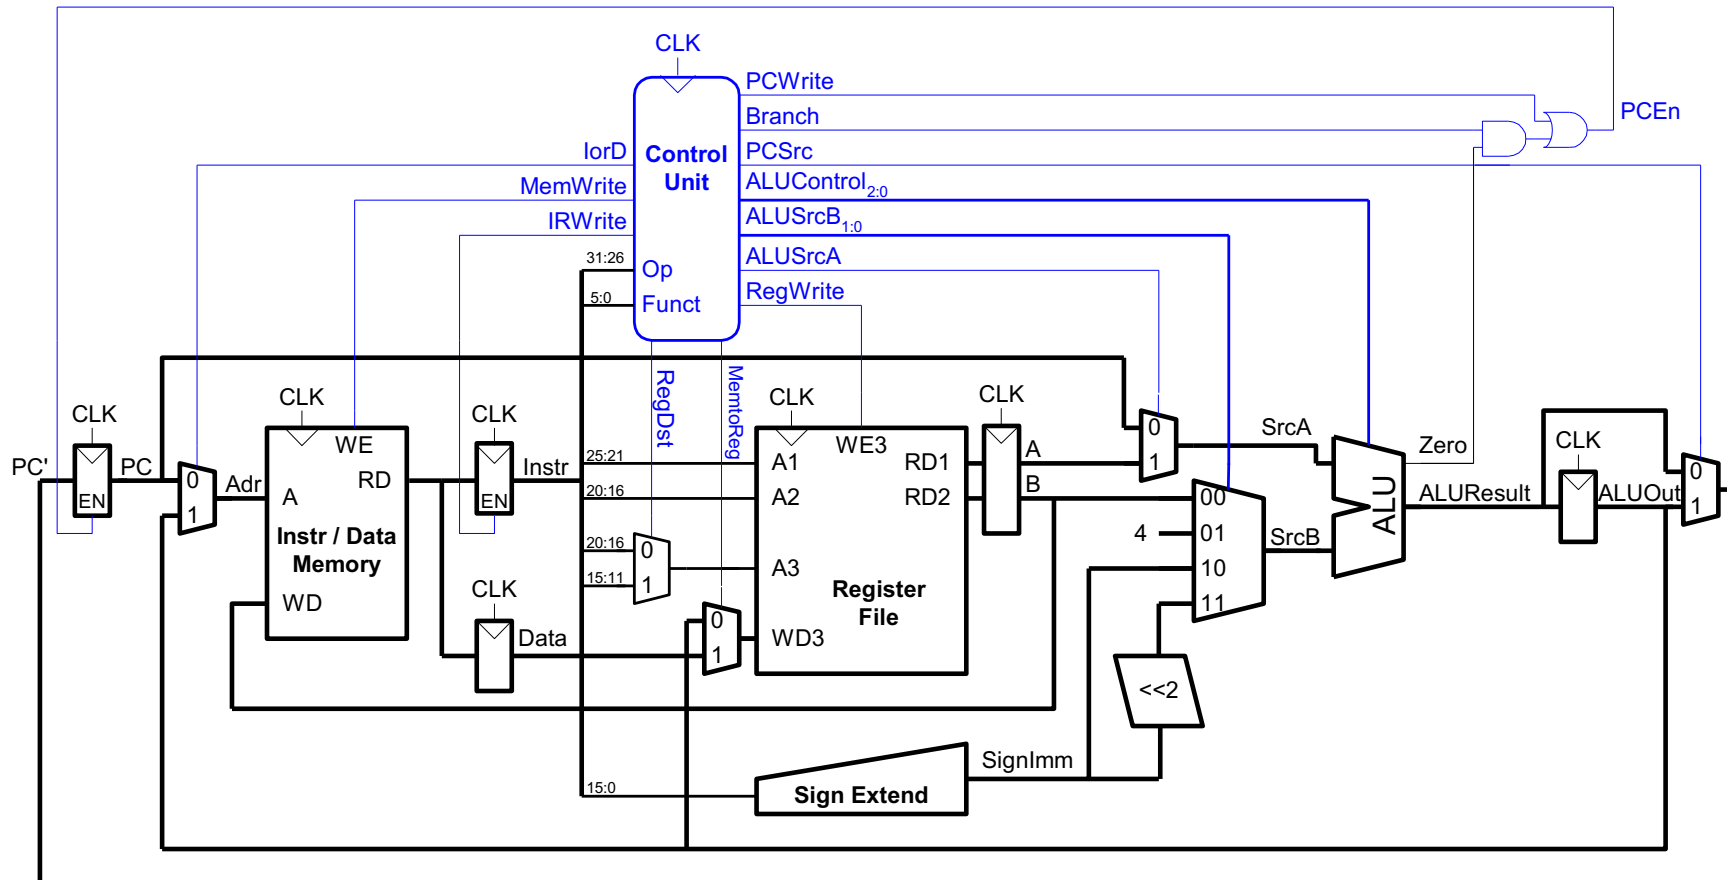 CLK
PCWrite
Branch
PCEn
IorD
Control
Unit
PCSrc
MemWrite
ALUControl2:0
IRWrite
ALUSrcB1:0
31:26
Op
ALUSrcA
5:0
Funct
RegWrite
RegDst
MemtoReg
CLK
CLK
CLK
CLK
CLK
CLK
PC'
EN
PC
0
1
Adr
WE
A
RD
Instr / Data
Memory
WD
EN
Instr
CLK
Data
25:21
20:16
20:16
15:11
0
1
0
1
A1
A2
A3
WD3
WE3
RD1
RD2
Register
File
A
B
0
1
SrcA
4
00
01
10
11
SrcB
<<2
ALU
Zero
ALUResult
ALUOut
0
1
15:0
Sign Extend
SignImm